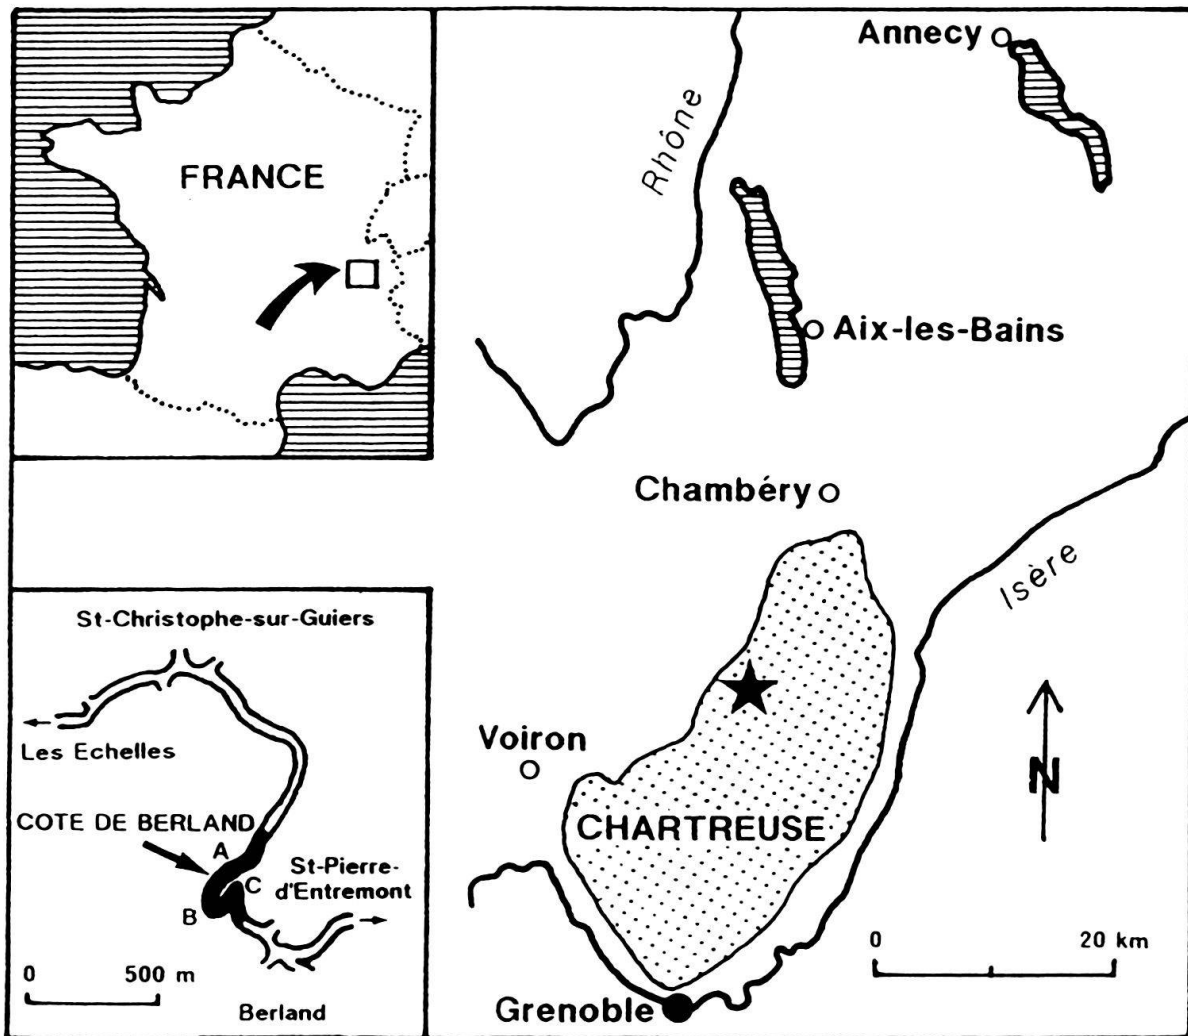 FRANCE
Annecy
Rhône
Aix-les-Bains
Chambéry
Isère
Voiron
CHARTREUSE
N
0 20 km
Grenoble
St-Christophe-sur-Guiers
Les Echelles
COTE DE BERLAND
A
St-Pierre-
d'Entremont
C
B
0 500 m
Berland